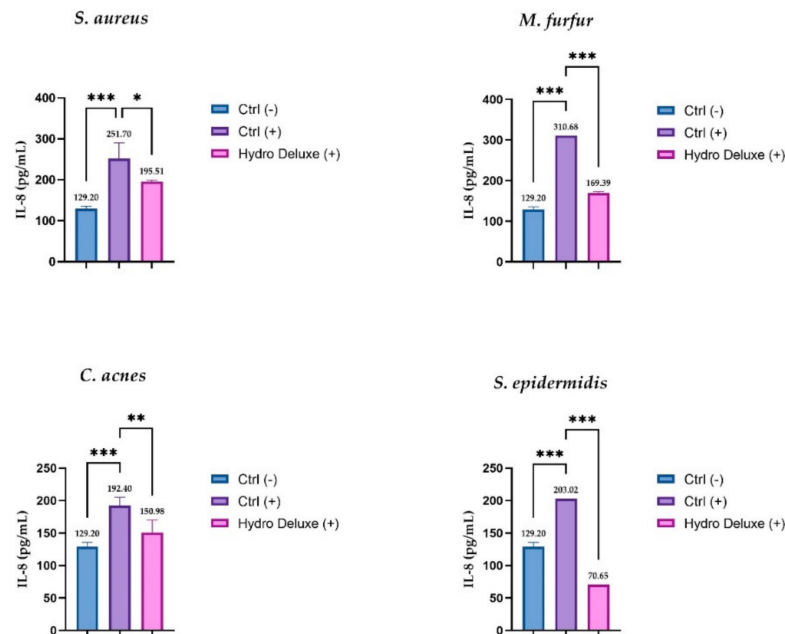 S. aureus
*** *
400
300
200
100
0
IL-8 (pg/mL)
129.20
251.70
195.51
Ctrl (-)
Ctrl (+)
Hydro Deluxe (+)
M. furfur
***
***
400
300
200
100
0
IL-8 (pg/mL)
129.20
310.68
169.39
Ctrl (-)
Ctrl (+)
Hydro Deluxe (+)
C. acnes
**
***
250
200
150
100
50
0
IL-8 (pg/mL)
129.20
192.40
150.98
Ctrl (-)
Ctrl (+)
Hydro Deluxe (+)
S. epidermidis
***
***
250
200
150
100
50
0
IL-8 (pg/mL)
129.20
203.02
70.65
Ctrl (-)
Ctrl (+)
Hydro Deluxe (+)